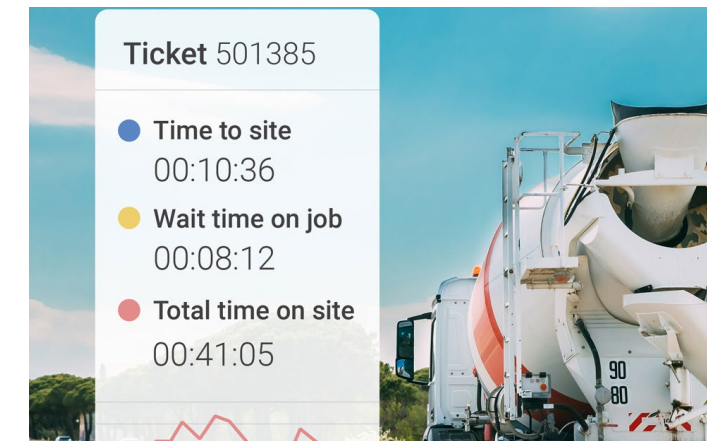 Ticket 501385
Time to site
00:10:36
Wait time on job
00:08:12
Total time on site
00:41:05
90
80